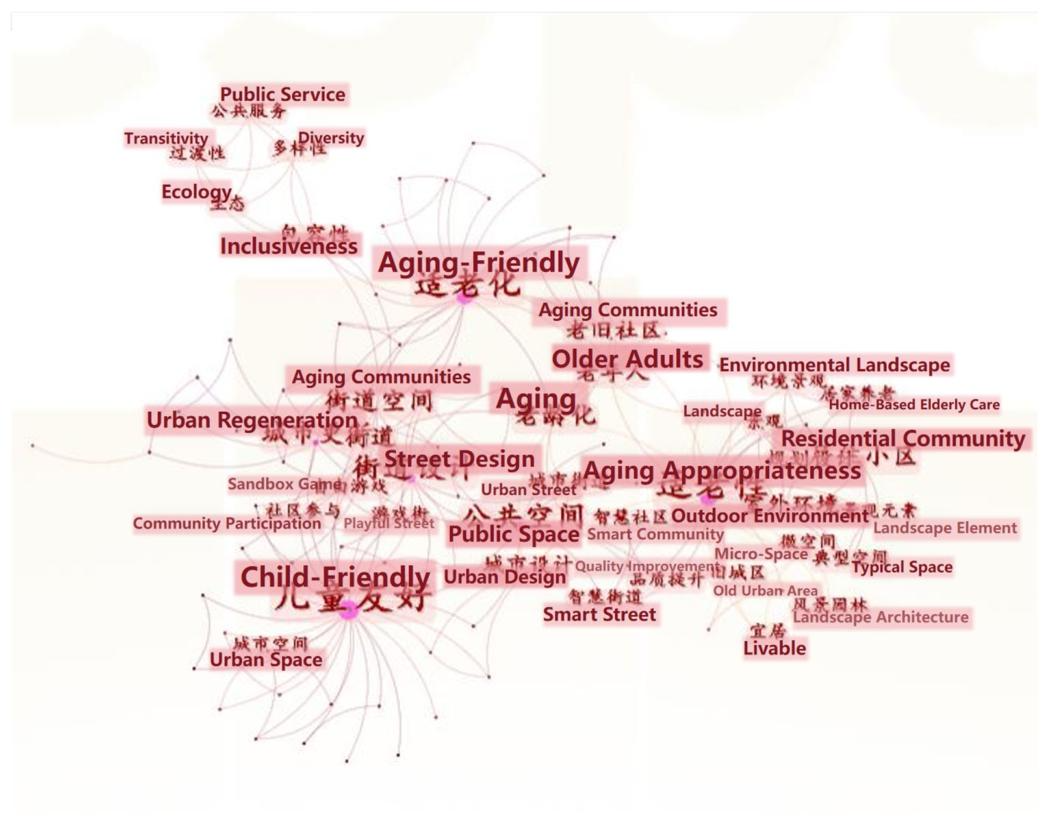 Public Service
公共服务
Transitivity
Diversity
过渡性
多样性
Ecology
生态
包容性
Inclusiveness
Aging-Friendly
适老化
Aging Communities
老旧社区
Older Adults
老年人
Environmental Landscape
环境景观
居家养老
Home-Based Elderly Care
Aging Communities
街道空间
Aging
老龄化
Landscape
景观
Urban Regeneration
街道
Residential Community
小区
Street Design
街道设计
Aging Appropriateness
适老性
Sandbox Game
游戏
Urban Street
城市街道
社区参与
游戏街
Community Participation
Playful Street
公共空间
Public Space
智慧社区
Smart Community
Outdoor Environment
室外环境
Landscape Element
微空间
Micro-Space
典型空间
Typical Space
Child-Friendly
儿童友好
城市设计
Urban Design
Quality Improvement
品质提升
旧城区
Old Urban Area
智慧街道
Smart Street
风景园林
Landscape Architecture
宜居
Livable
城市空间
Urban Space